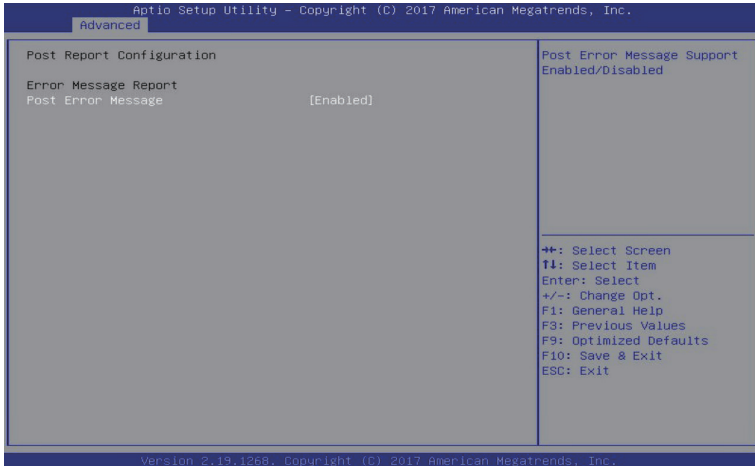 Aptio Setup Utility – Copyright (C) 2017 American Megatrends, Inc.
Advanced
Post Report Configuration
Error Message Report
Post Error Message [Enabled]
Post Error Message Support
Enabled/Disabled
→←: Select Screen
↑↓: Select Item
Enter: Select
+/-: Change Opt.
F1: General Help
F3: Previous Values
F9: Optimized Defaults
F10: Save & Exit
ESC: Exit
Version 2.19.1268. Copyright (C) 2017 American Megatrends, Inc.